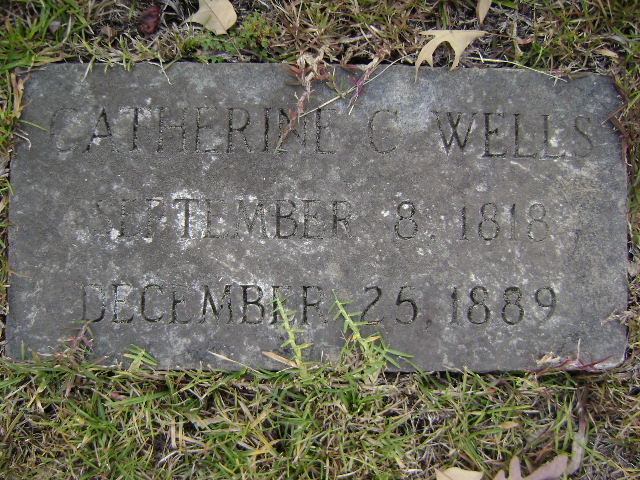 CATHERINE C WELLS
SEPTEMBER 8, 1818
DECEMBER 25, 1889